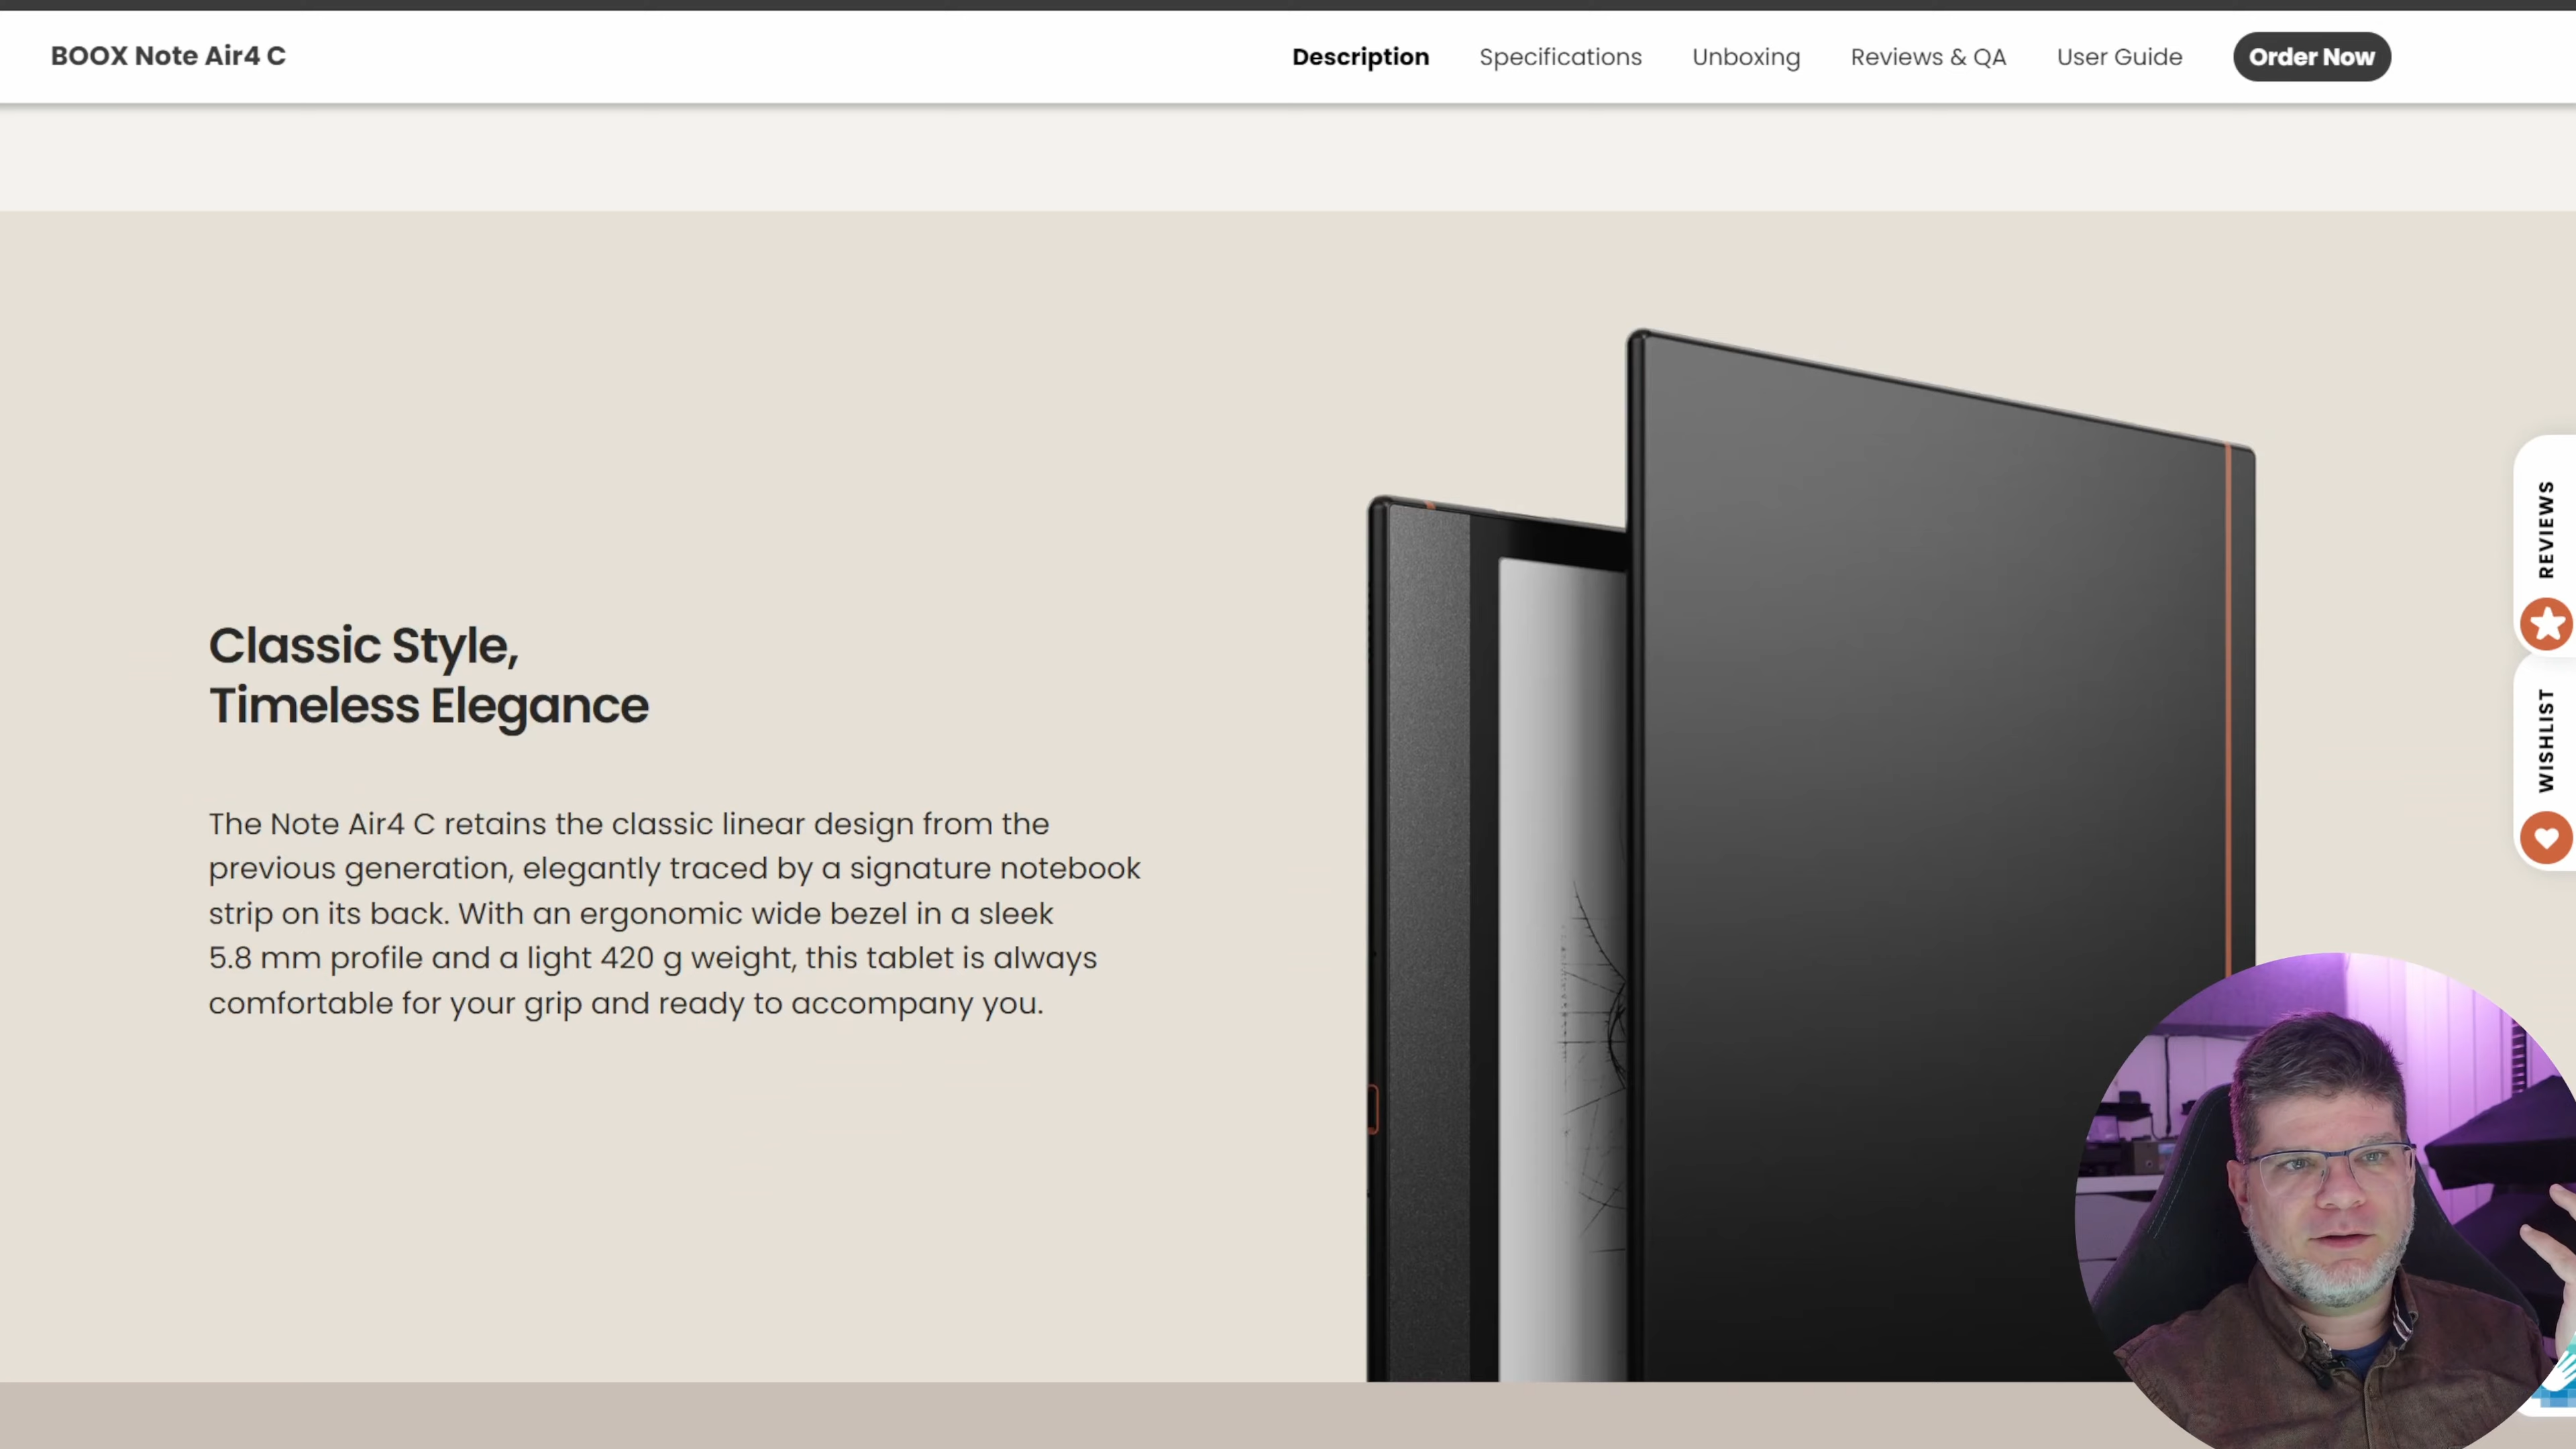 BOOX Note Air4 C
Description
Specifications
Unboxing
Reviews & QA
User Guide
Order Now
Classic Style,
Timeless Elegance
The Note Air4 C retains the classic linear design from the
previous generation, elegantly traced by a signature notebook
strip on its back. With an ergonomic wide bezel in a sleek
5.8 mm profile and a light 420 g weight, this tablet is always
comfortable for your grip and ready to accompany you.
REVIEWS
WISHLIST